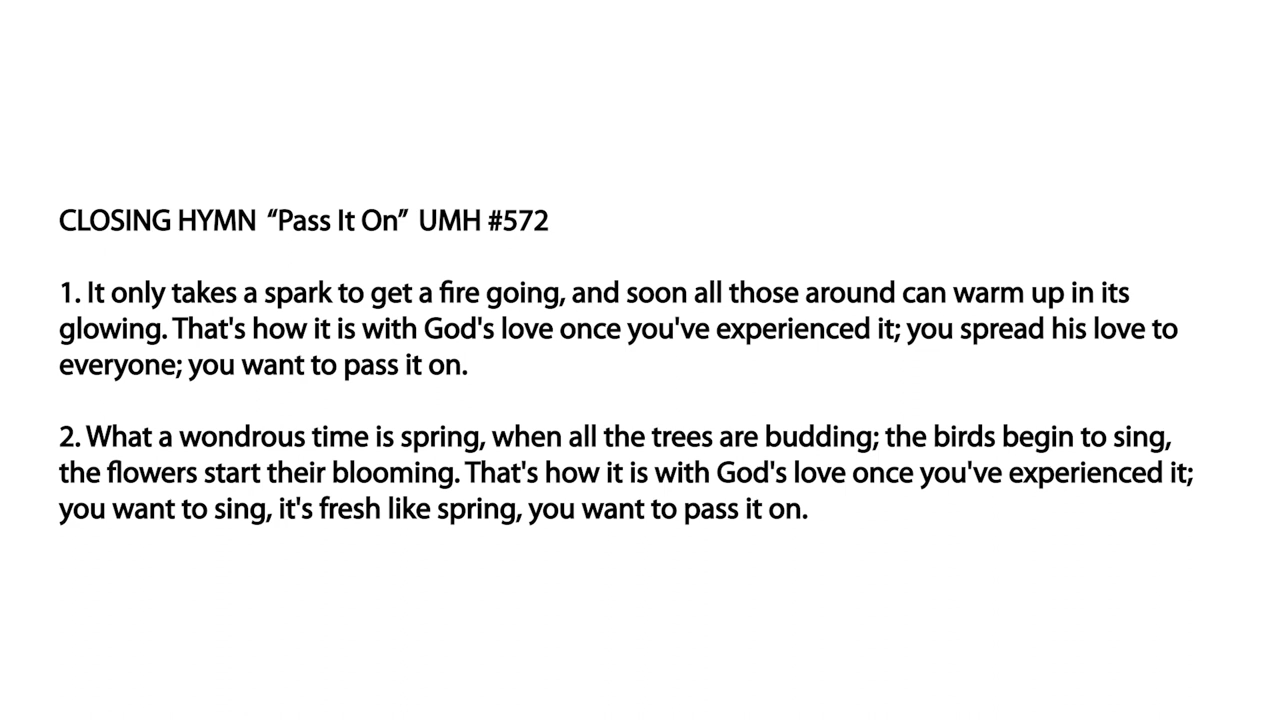 CLOSING HYMN “Pass It On” UMH #572
1. It only takes a spark to get a fire going, and soon all those around can warm up in its
glowing. That's how it is with God's love once you've experienced it; you spread his love to
everyone; you want to pass it on.
2. What a wondrous time is spring, when all the trees are budding; the birds begin to sing,
the flowers start their blooming. That's how it is with God's love once you've experienced it;
you want to sing, it's fresh like spring, you want to pass it on.